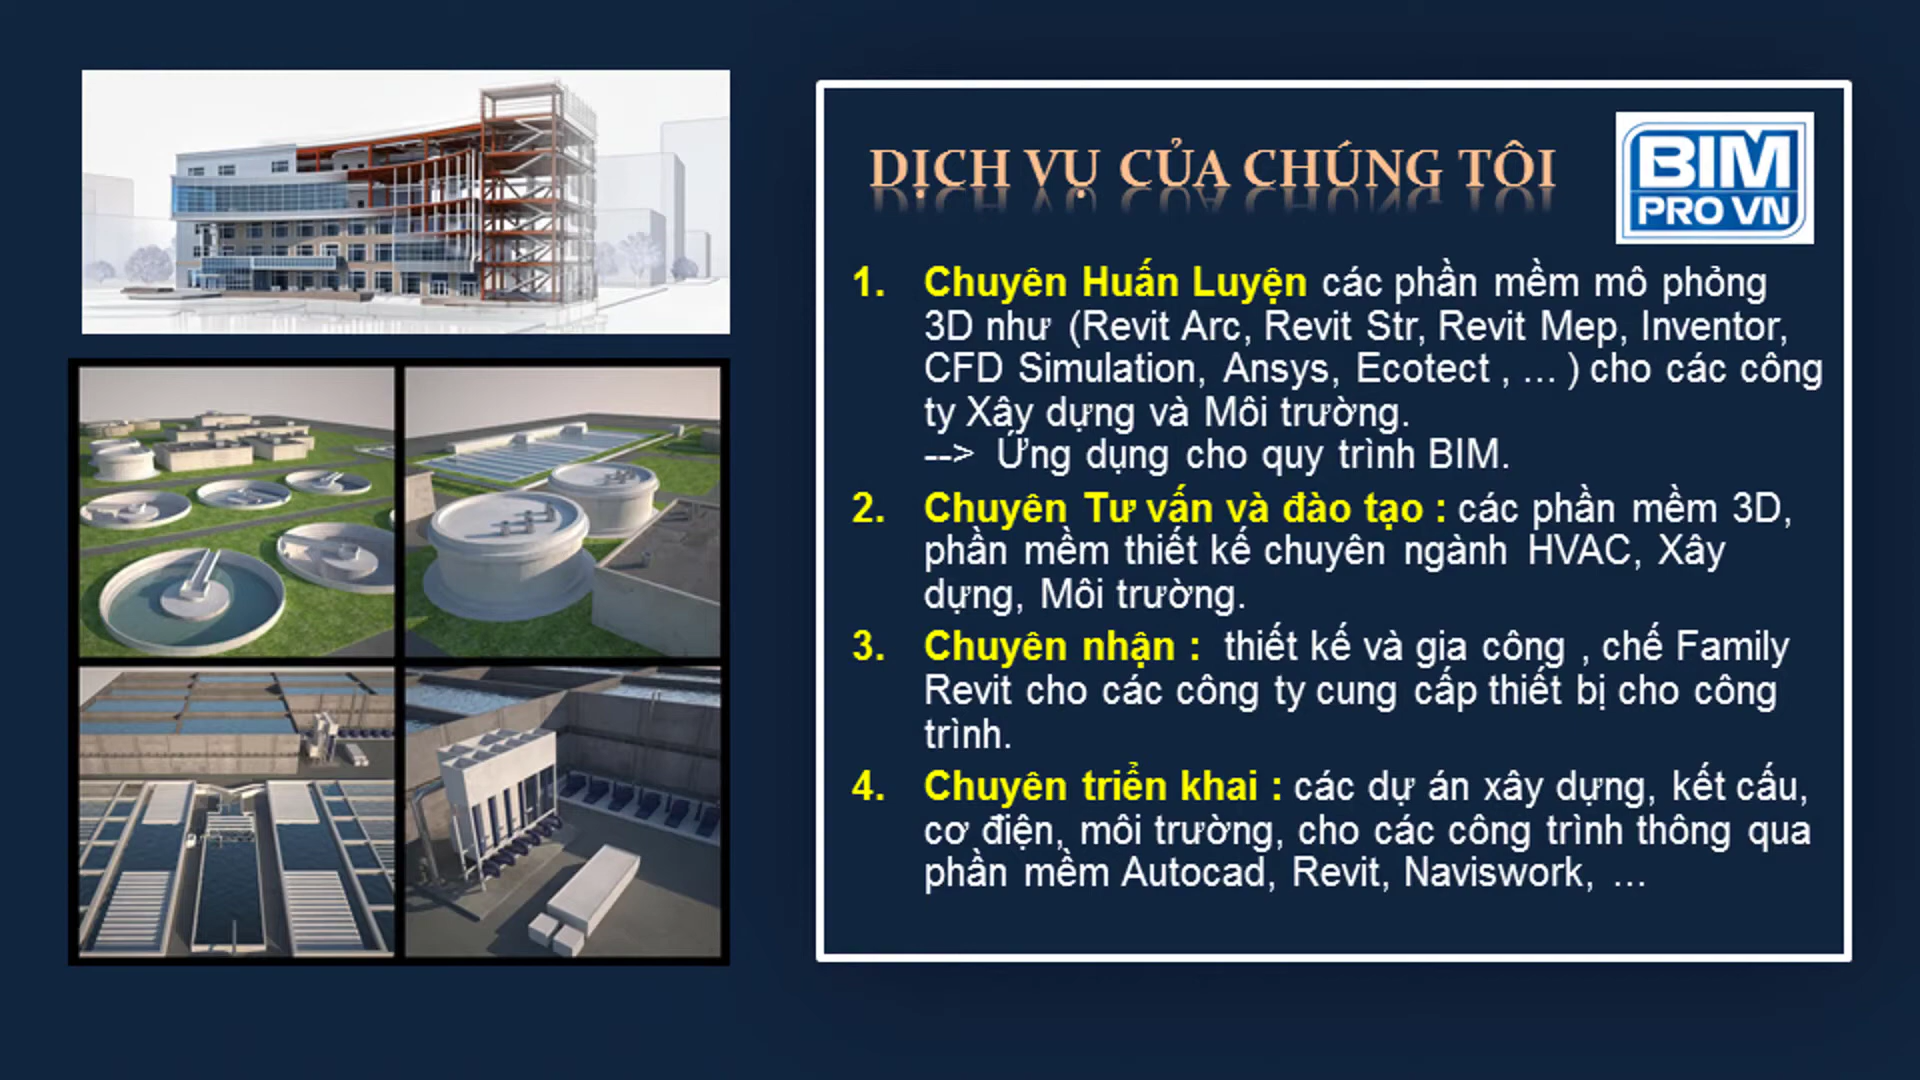 DỊCH VỤ CỦA CHÚNG TÔI
BIM
PRO VN
1. Chuyên Huấn Luyện các phần mềm mô phỏng
3D như (Revit Arc, Revit Str, Revit Mep, Inventor,
CFD Simulation, Ansys, Ecotect , ... ) cho các công
ty Xây dựng và Môi trường.
--> Ứng dụng cho quy trình BIM.
2. Chuyên Tư vấn và đào tạo : các phần mềm 3D,
phần mềm thiết kế chuyên ngành HVAC, Xây
dựng, Môi trường.
3. Chuyên nhận : thiết kế và gia công , chế Family
Revit cho các công ty cung cấp thiết bị cho công
trình.
4. Chuyên triển khai : các dự án xây dựng, kết cấu,
cơ điện, môi trường, cho các công trình thông qua
phần mềm Autocad, Revit, Naviswork, ...